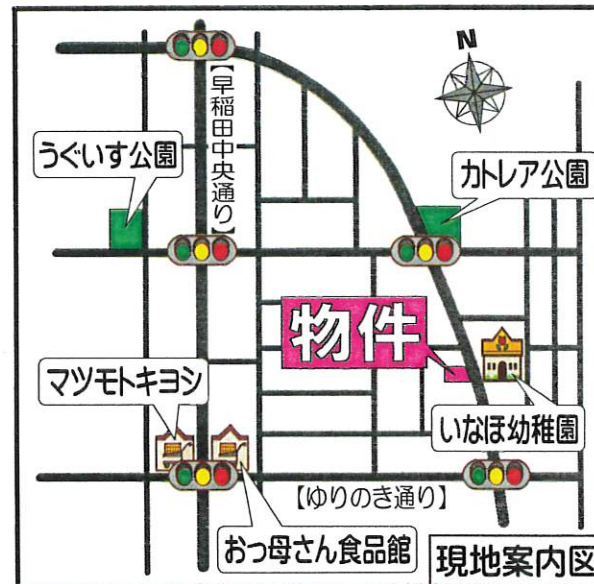 N
【早稲田中央通り】
うぐいす公園
カトレア公園
物件
マツモトキヨシ
いなほ幼稚園
【ゆりのき通り】
おっ母さん食品館
現地案内図